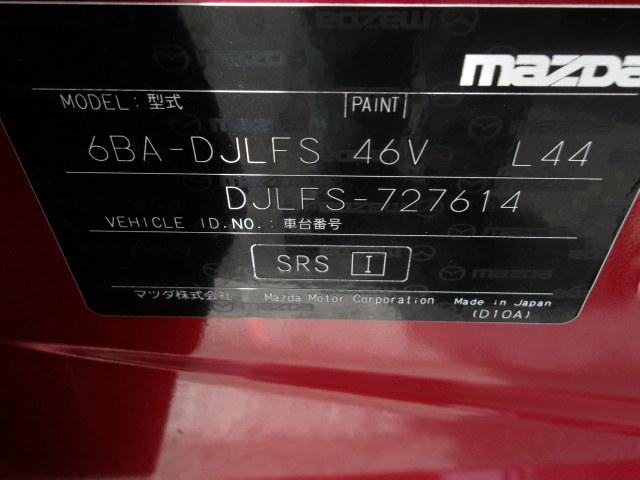 mazda
MODEL : 型式 PAINT
6BA-DJLFS 46V L44
DJLFS-727614
VEHICLE ID.NO. : 車台番号
SRS I
マツダ株式会社 Mazda Motor Corporation Made in Japan
(D10A)